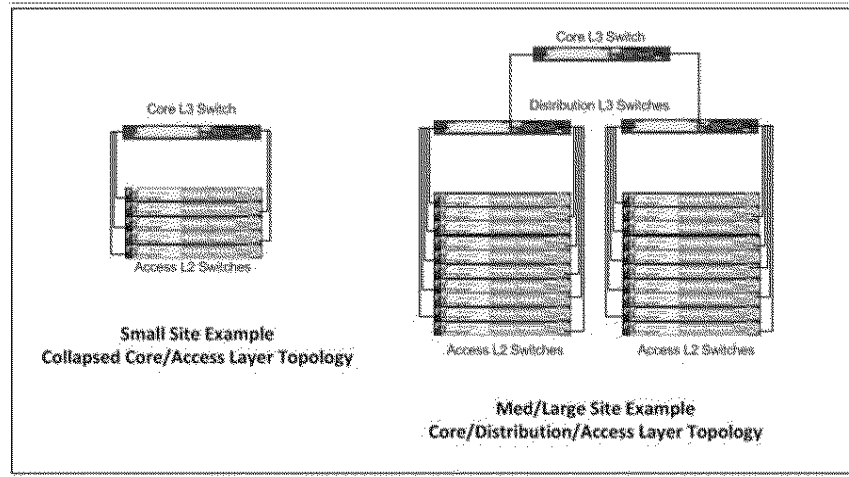 Core L3 Switch
Access L2 Switches
Small Site Example
Collapsed Core/Access Layer Topology
Core L3 Switch
Distribution L3 Switches
Access L2 Switches
Access L2 Switches
Med/Large Site Example
Core/Distribution/Access Layer Topology